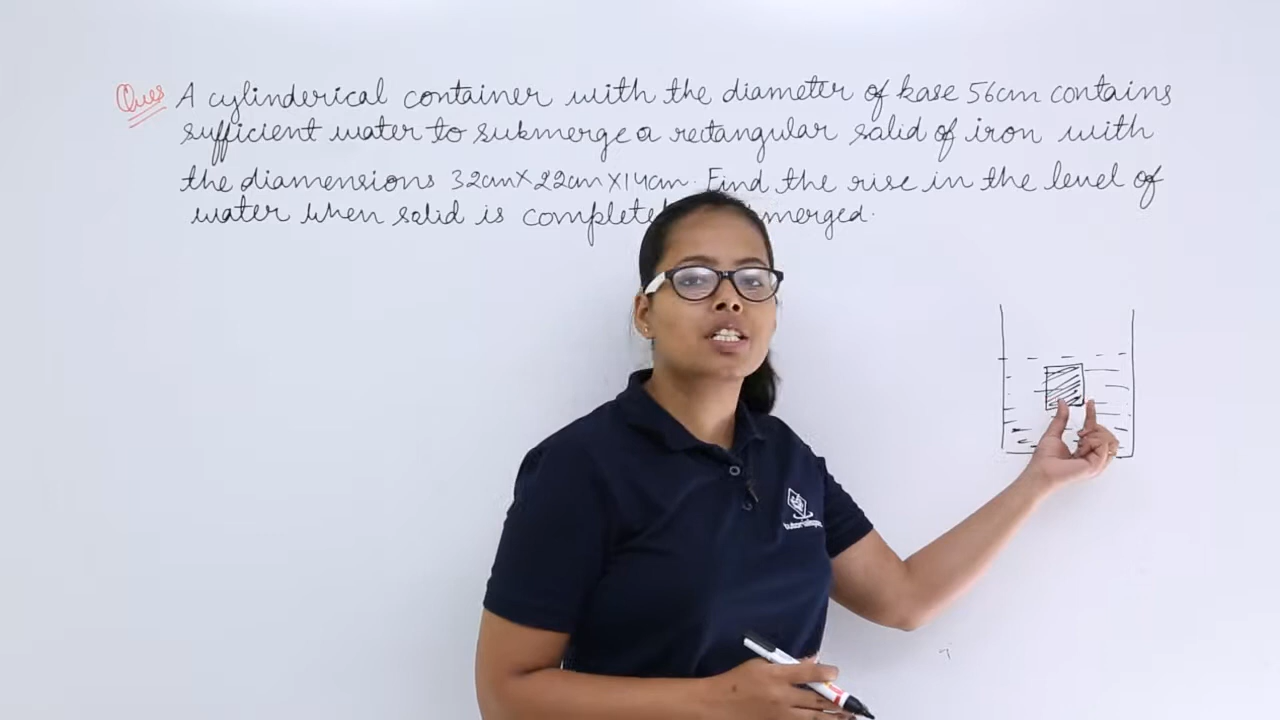 Ques A cylinderical container with the diameter of base 56cm contains
sufficient water to submerge a rectangular solid of iron with
the diamensions 32cm×22cm×14cm. Find the rise in the level of
water when solid is merged.